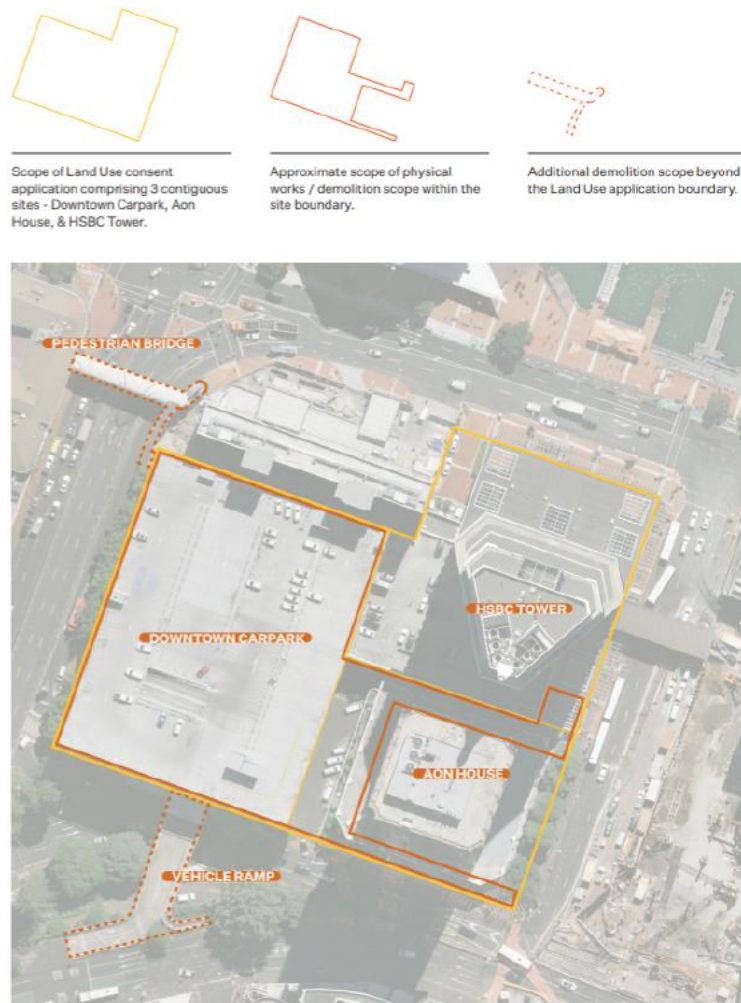 Scope of Land Use consent
application comprising 3 contiguous
sites - Downtown Carpark, Aon
House, & HSBC Tower.
Approximate scope of physical
works / demolition scope within the
site boundary.
Additional demolition scope beyond
the Land Use application boundary.
PEDESTRIAN BRIDGE
HSBC TOWER
DOWNTOWN CARPARK
AON HOUSE
VEHICLE RAMP